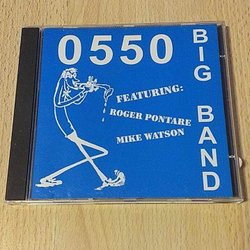 0550
BIG BAND
FEATURING:
ROGER PONTARE
MIKE WATSON